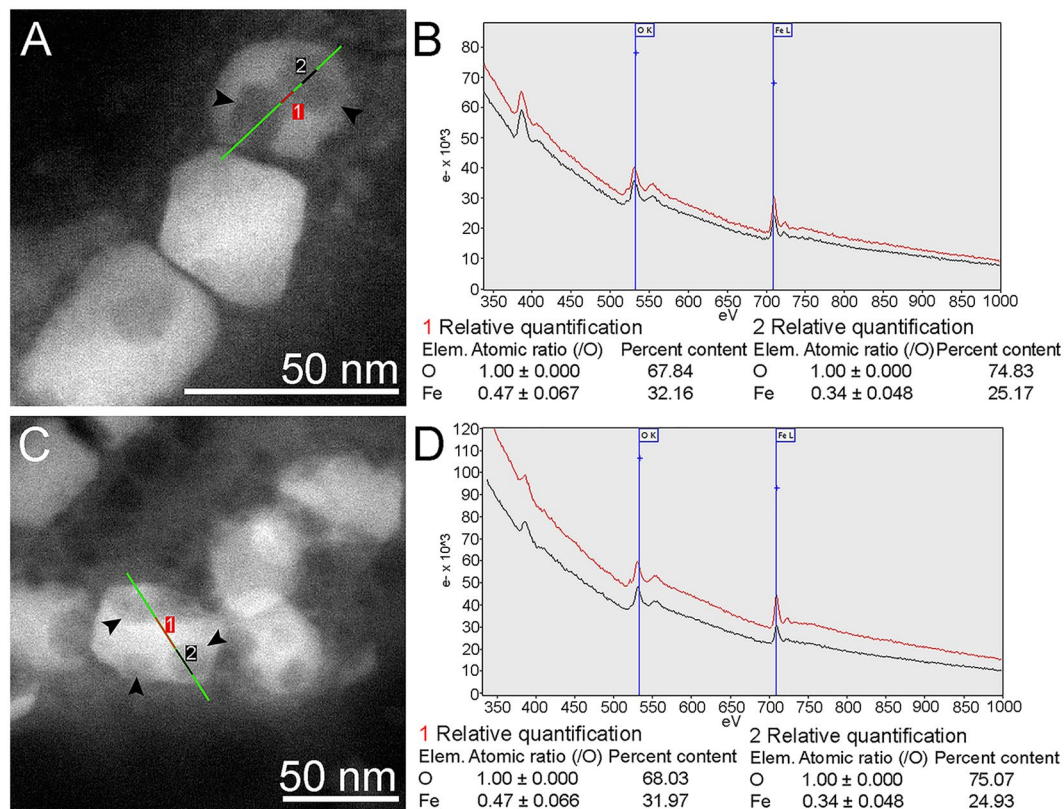 A
2
1
50 nm
B
O K
Fe L
e- x 10^3
80
70
60
50
40
30
20
10
0
350 400 450 500 550 600 650 700 750 800 850 900 950 1000
eV
1 Relative quantification
Elem. Atomic ratio (/O) Percent content
O 1.00 ± 0.000 67.84
Fe 0.47 ± 0.067 32.16
2 Relative quantification
Elem. Atomic ratio (/O) Percent content
O 1.00 ± 0.000 74.83
Fe 0.34 ± 0.048 25.17
C
1
2
50 nm
D
O K
Fe L
e- x 10^3
120
110
100
90
80
70
60
50
40
30
20
10
0
350 400 450 500 550 600 650 700 750 800 850 900 950 1000
eV
1 Relative quantification
Elem. Atomic ratio (/O) Percent content
O 1.00 ± 0.000 68.03
Fe 0.47 ± 0.066 31.97
2 Relative quantification
Elem. Atomic ratio (/O) Percent content
O 1.00 ± 0.000 75.07
Fe 0.34 ± 0.048 24.93